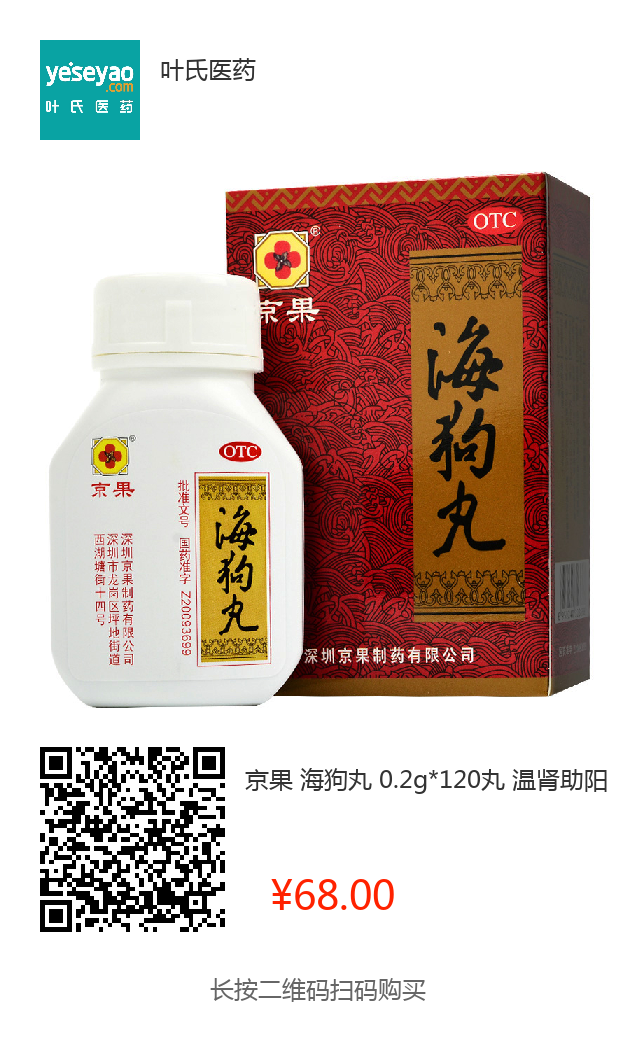 yeseyao
.com
叶氏医药
叶氏医药
OTC
®
京果
海狗丸
深圳京果制药有限公司
®
京果
OTC
批准文号 国药准字 Z20093699
海狗丸
深圳京果制药有限公司
深圳市龙岗区坪地街道
西湖塘街十四号
京果 海狗丸 0.2g*120丸 温肾助阳
¥68.00
长按二维码扫码购买